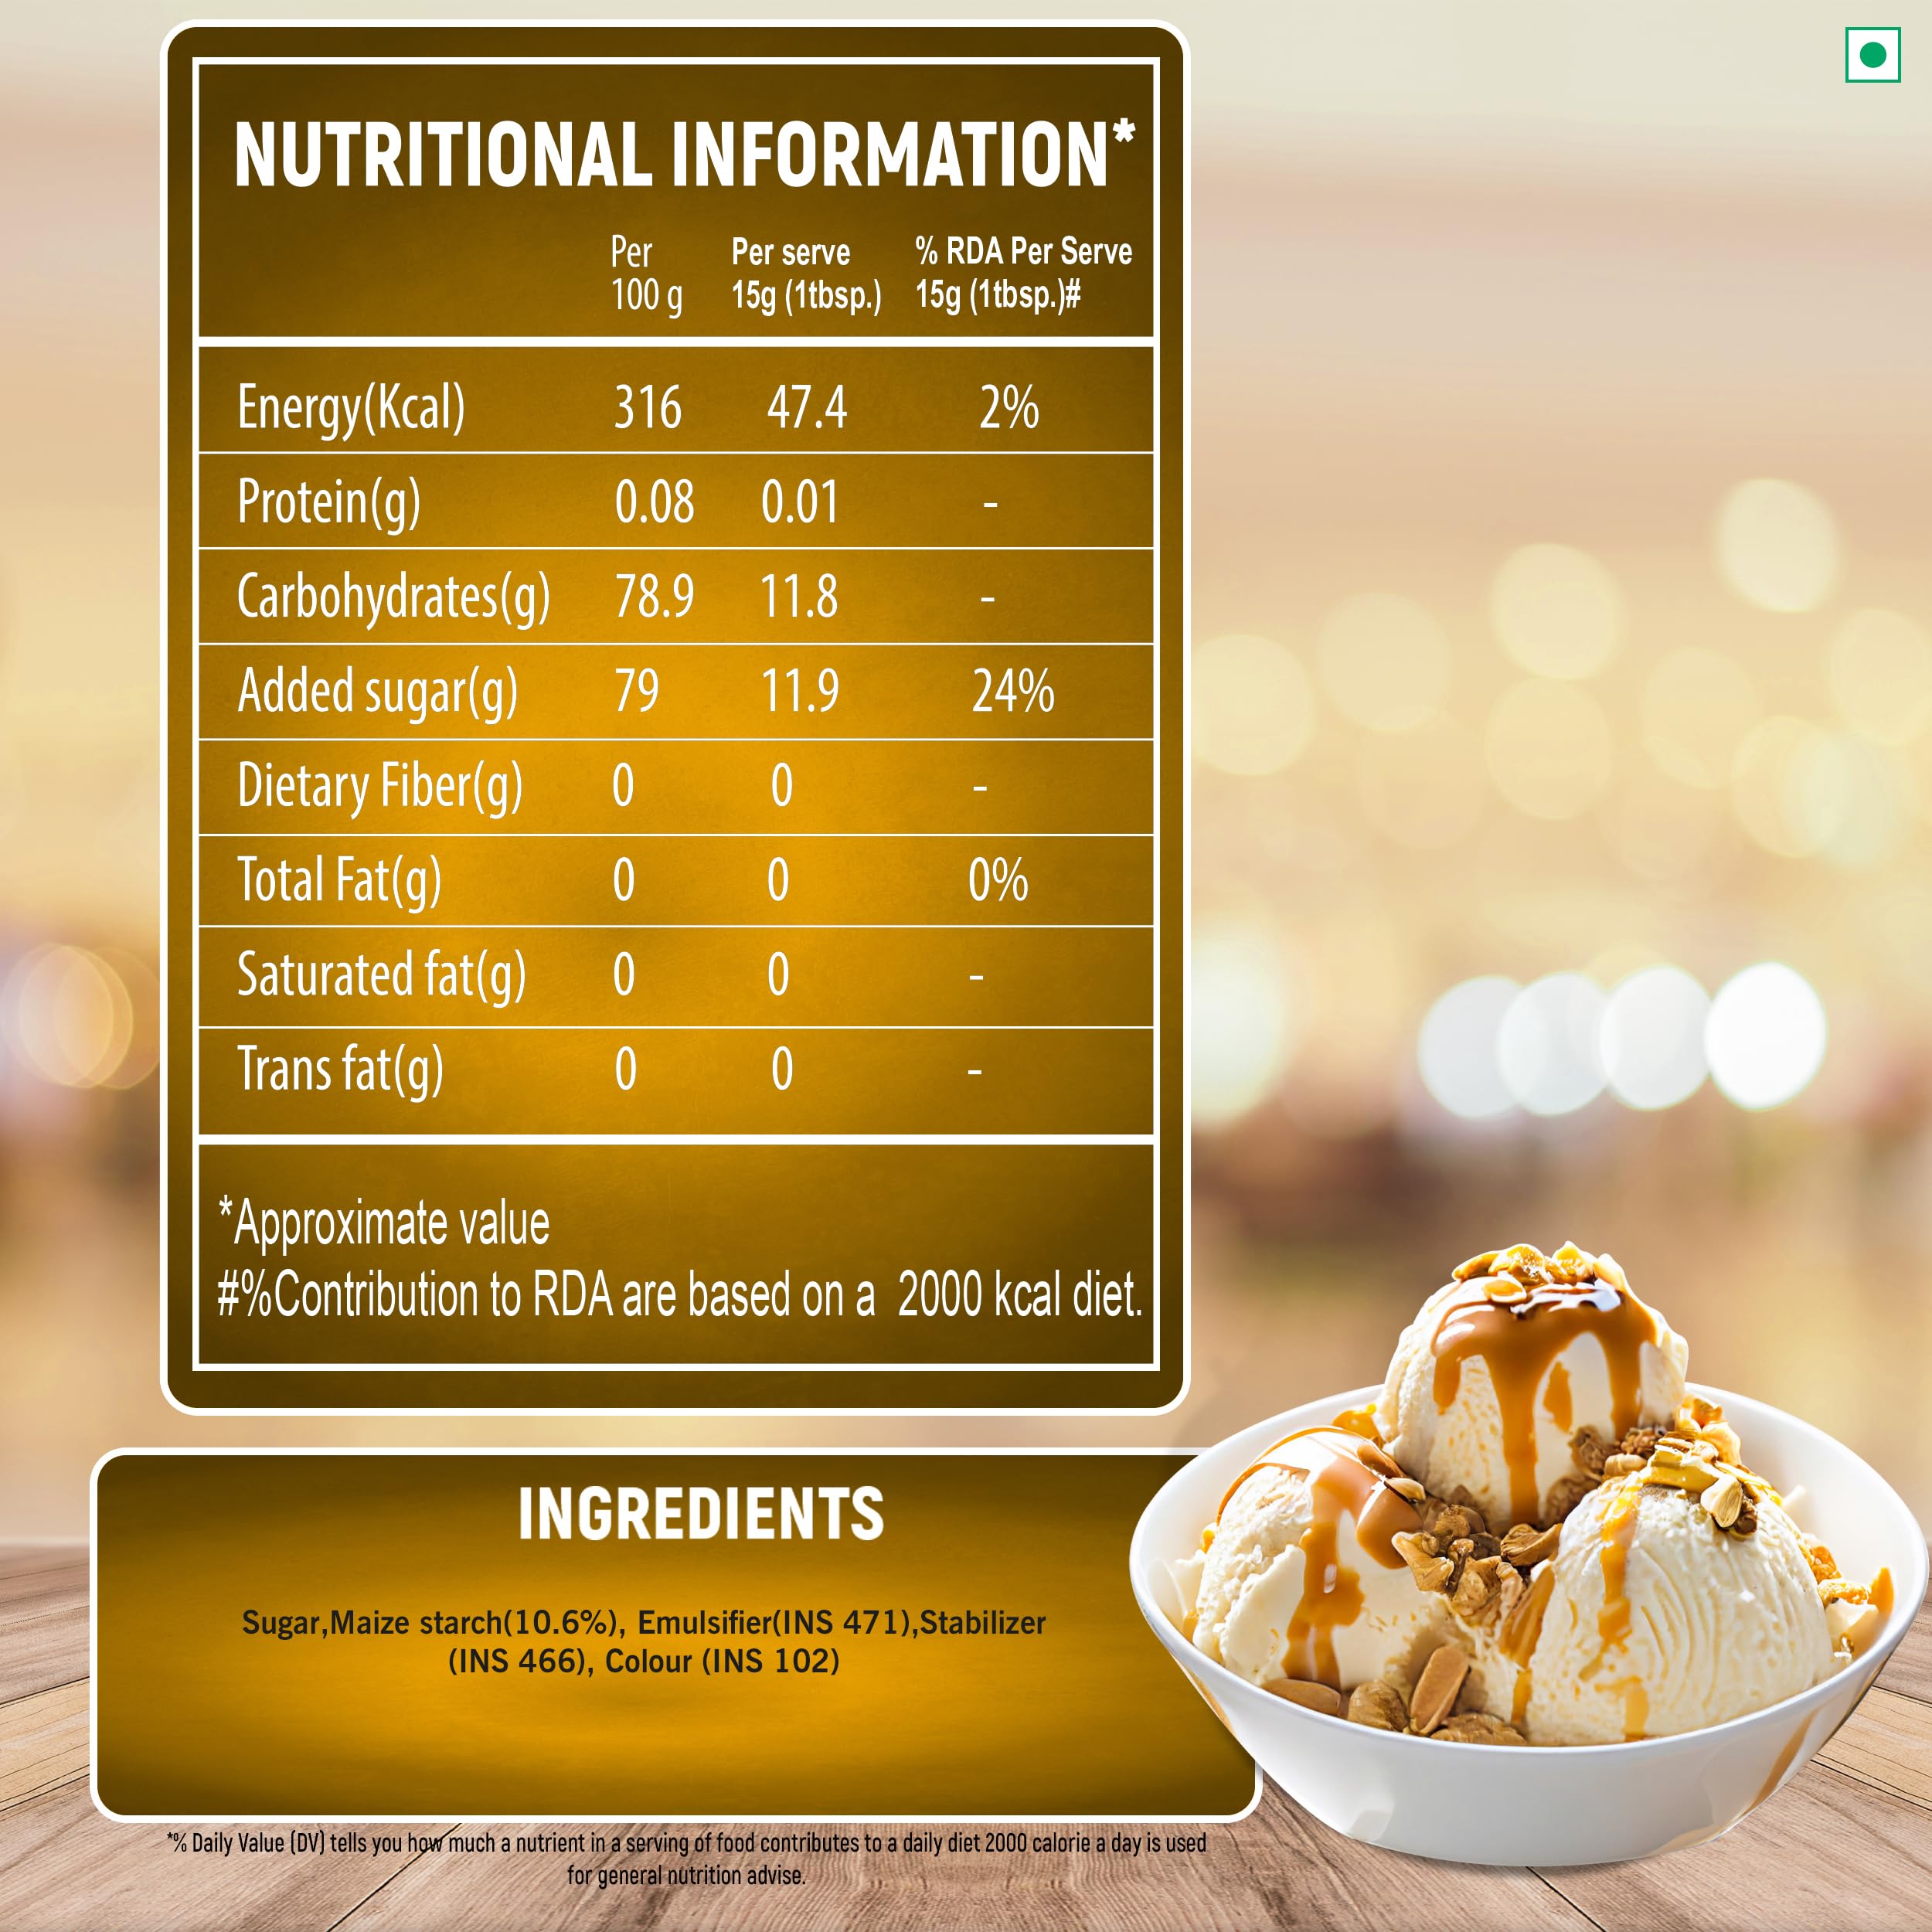 NUTRITIONAL INFORMATION*
Per 100 g Per serve 15g (1tbsp.) % RDA Per Serve 15g (1tbsp.)#
Energy(Kcal) 316 47.4 2%
Protein(g) 0.08 0.01 -
Carbohydrates(g) 78.9 11.8 -
Added sugar(g) 79 11.9 24%
Dietary Fiber(g) 0 0 -
Total Fat(g) 0 0 0%
Saturated fat(g) 0 0 -
Trans fat(g) 0 0 -
*Approximate value
#%Contribution to RDA are based on a 2000 kcal diet.
INGREDIENTS
Sugar,Maize starch(10.6%), Emulsifier(INS 471),Stabilizer
(INS 466), Colour (INS 102)
*% Daily Value (DV) tells you how much a nutrient in a serving of food contributes to a daily diet 2000 calorie a day is used
for general nutrition advise.